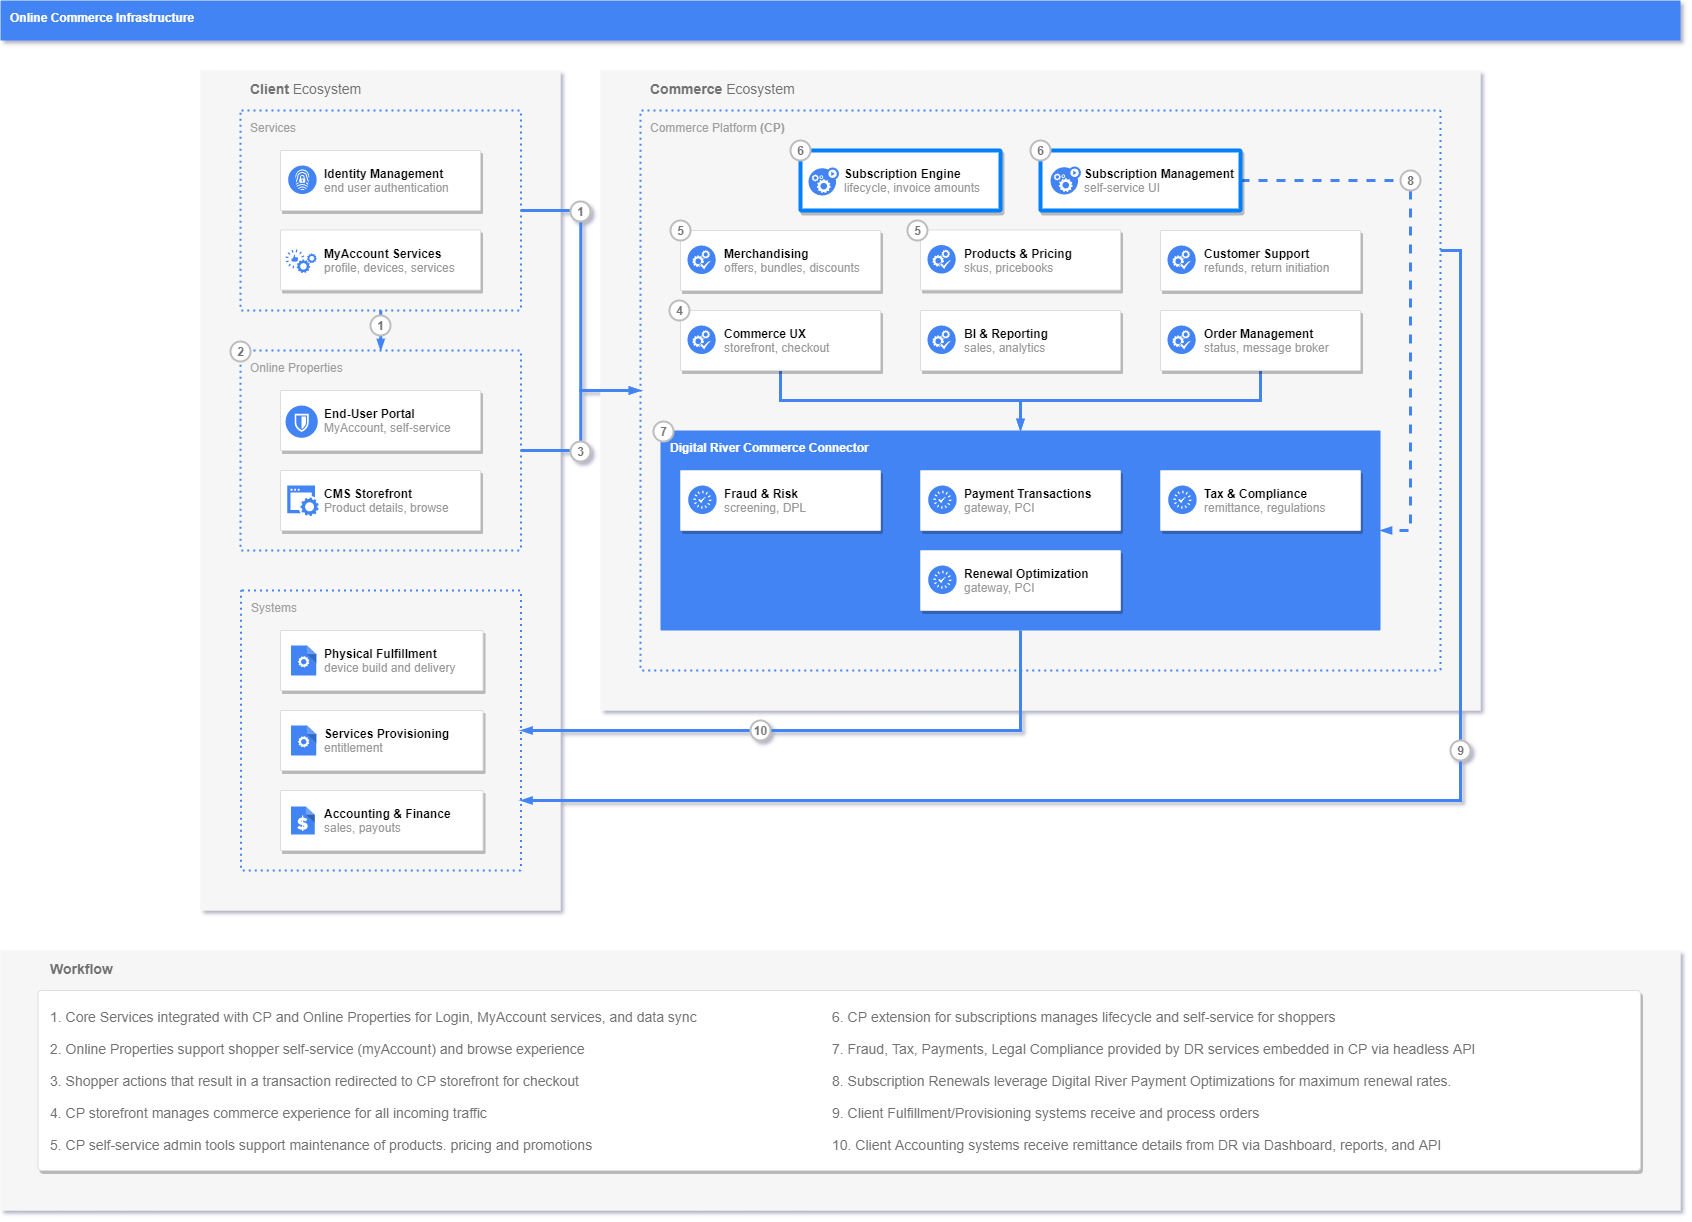 Online Commerce Infrastructure
Client Ecosystem
Services
Identity Management
end user authentication
MyAccount Services
profile, devices, services
1
1
2
Online Properties
End-User Portal
MyAccount, self-service
CMS Storefront
Product details, browse
3
Systems
Physical Fulfillment
device build and delivery
Services Provisioning
entitlement
Accounting & Finance
sales, payouts
Commerce Ecosystem
Commerce Platform (CP)
6
Subscription Engine
lifecycle, invoice amounts
6
Subscription Management
self-service UI
8
5
Merchandising
offers, bundles, discounts
5
Products & Pricing
skus, pricebooks
Customer Support
refunds, return initiation
4
Commerce UX
storefront, checkout
BI & Reporting
sales, analytics
Order Management
status, message broker
7
Digital River Commerce Connector
Fraud & Risk
screening, DPL
Payment Transactions
gateway, PCI
Tax & Compliance
remittance, regulations
Renewal Optimization
gateway, PCI
10
9
Workflow
1. Core Services integrated with CP and Online Properties for Login, MyAccount services, and data sync
2. Online Properties support shopper self-service (myAccount) and browse experience
3. Shopper actions that result in a transaction redirected to CP storefront for checkout
4. CP storefront manages commerce experience for all incoming traffic
5. CP self-service admin tools support maintenance of products. pricing and promotions
6. CP extension for subscriptions manages lifecycle and self-service for shoppers
7. Fraud, Tax, Payments, Legal Compliance provided by DR services embedded in CP via headless API
8. Subscription Renewals leverage Digital River Payment Optimizations for maximum renewal rates.
9. Client Fulfillment/Provisioning systems receive and process orders
10. Client Accounting systems receive remittance details from DR via Dashboard, reports, and API